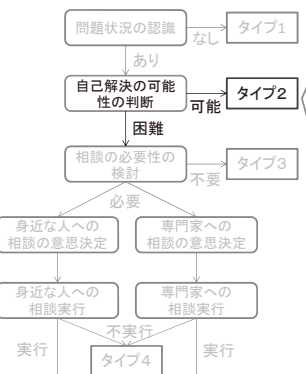 問題状況の認識
なし
タイプ1
あり
自己解決の可能
性の判断
可能
タイプ2
困難
相談の必要性の
検討
不要
タイプ3
必要
身近な人への
相談の意思決定
専門家への
相談の意思決定
身近な人への
相談実行
専門家への
相談実行
不実行
実行
タイプ4
実行